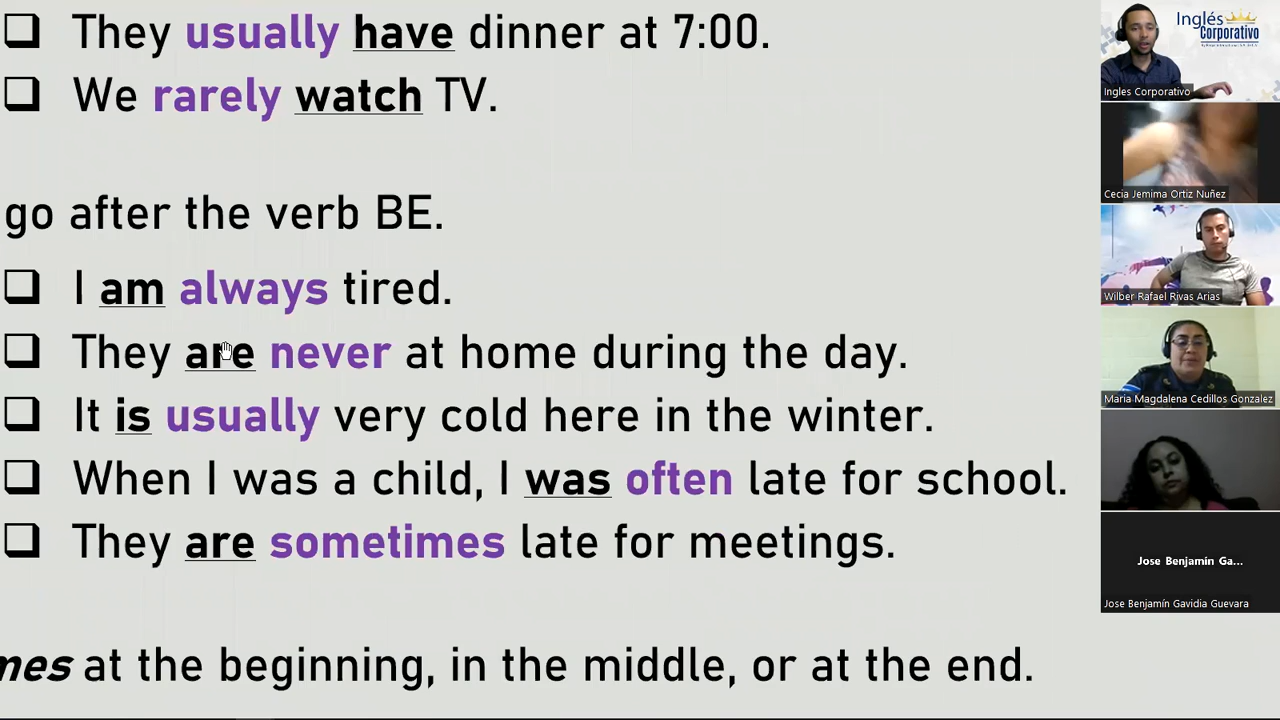 They usually have dinner at 7:00.
We rarely watch TV.
go after the verb BE.
I am always tired.
They are never at home during the day.
It is usually very cold here in the winter.
When I was a child, I was often late for school.
They are sometimes late for meetings.
mes at the beginning, in the middle, or at the end.
Inglés
Corporativo
Ingles Corporativo
Cecia Jemima Ortiz Nuñez
Wilber Rafael Rivas Arias
Maria Magdalena Cedillos Gonzalez
Jose Benjamin Ga...
Jose Benjamín Gavidia Guevara